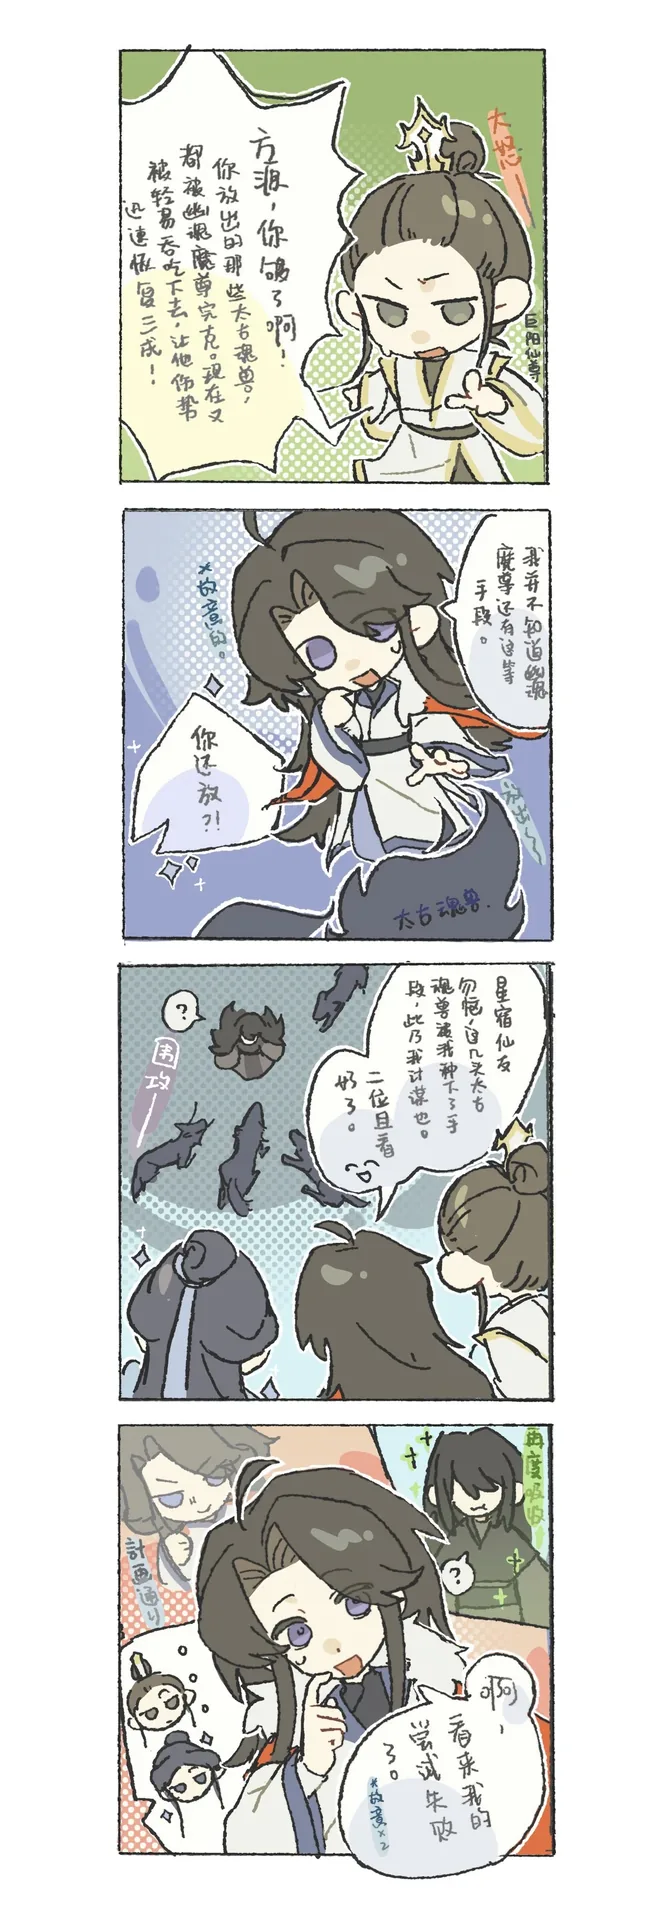 大怒
方源，你够了啊！
你放出的那些太古魂兽，
都被幽魂魔尊完克。现在又
被轻易吞吃下去，让他伤势
迅速恢复三成！
巨阳仙尊
我并不知道幽魂
魔尊还有这等
手段。
*故意的。
你还放?!
放出～
太古魂兽.
星宿仙友
勿恼，这几头太古
魂兽被我种下了手
段，此乃我计谋也。
二位且看
好了。
?
围攻
再度吸收
?
計画通り
啊，
看来我的
尝试失败
了。
*故意×2